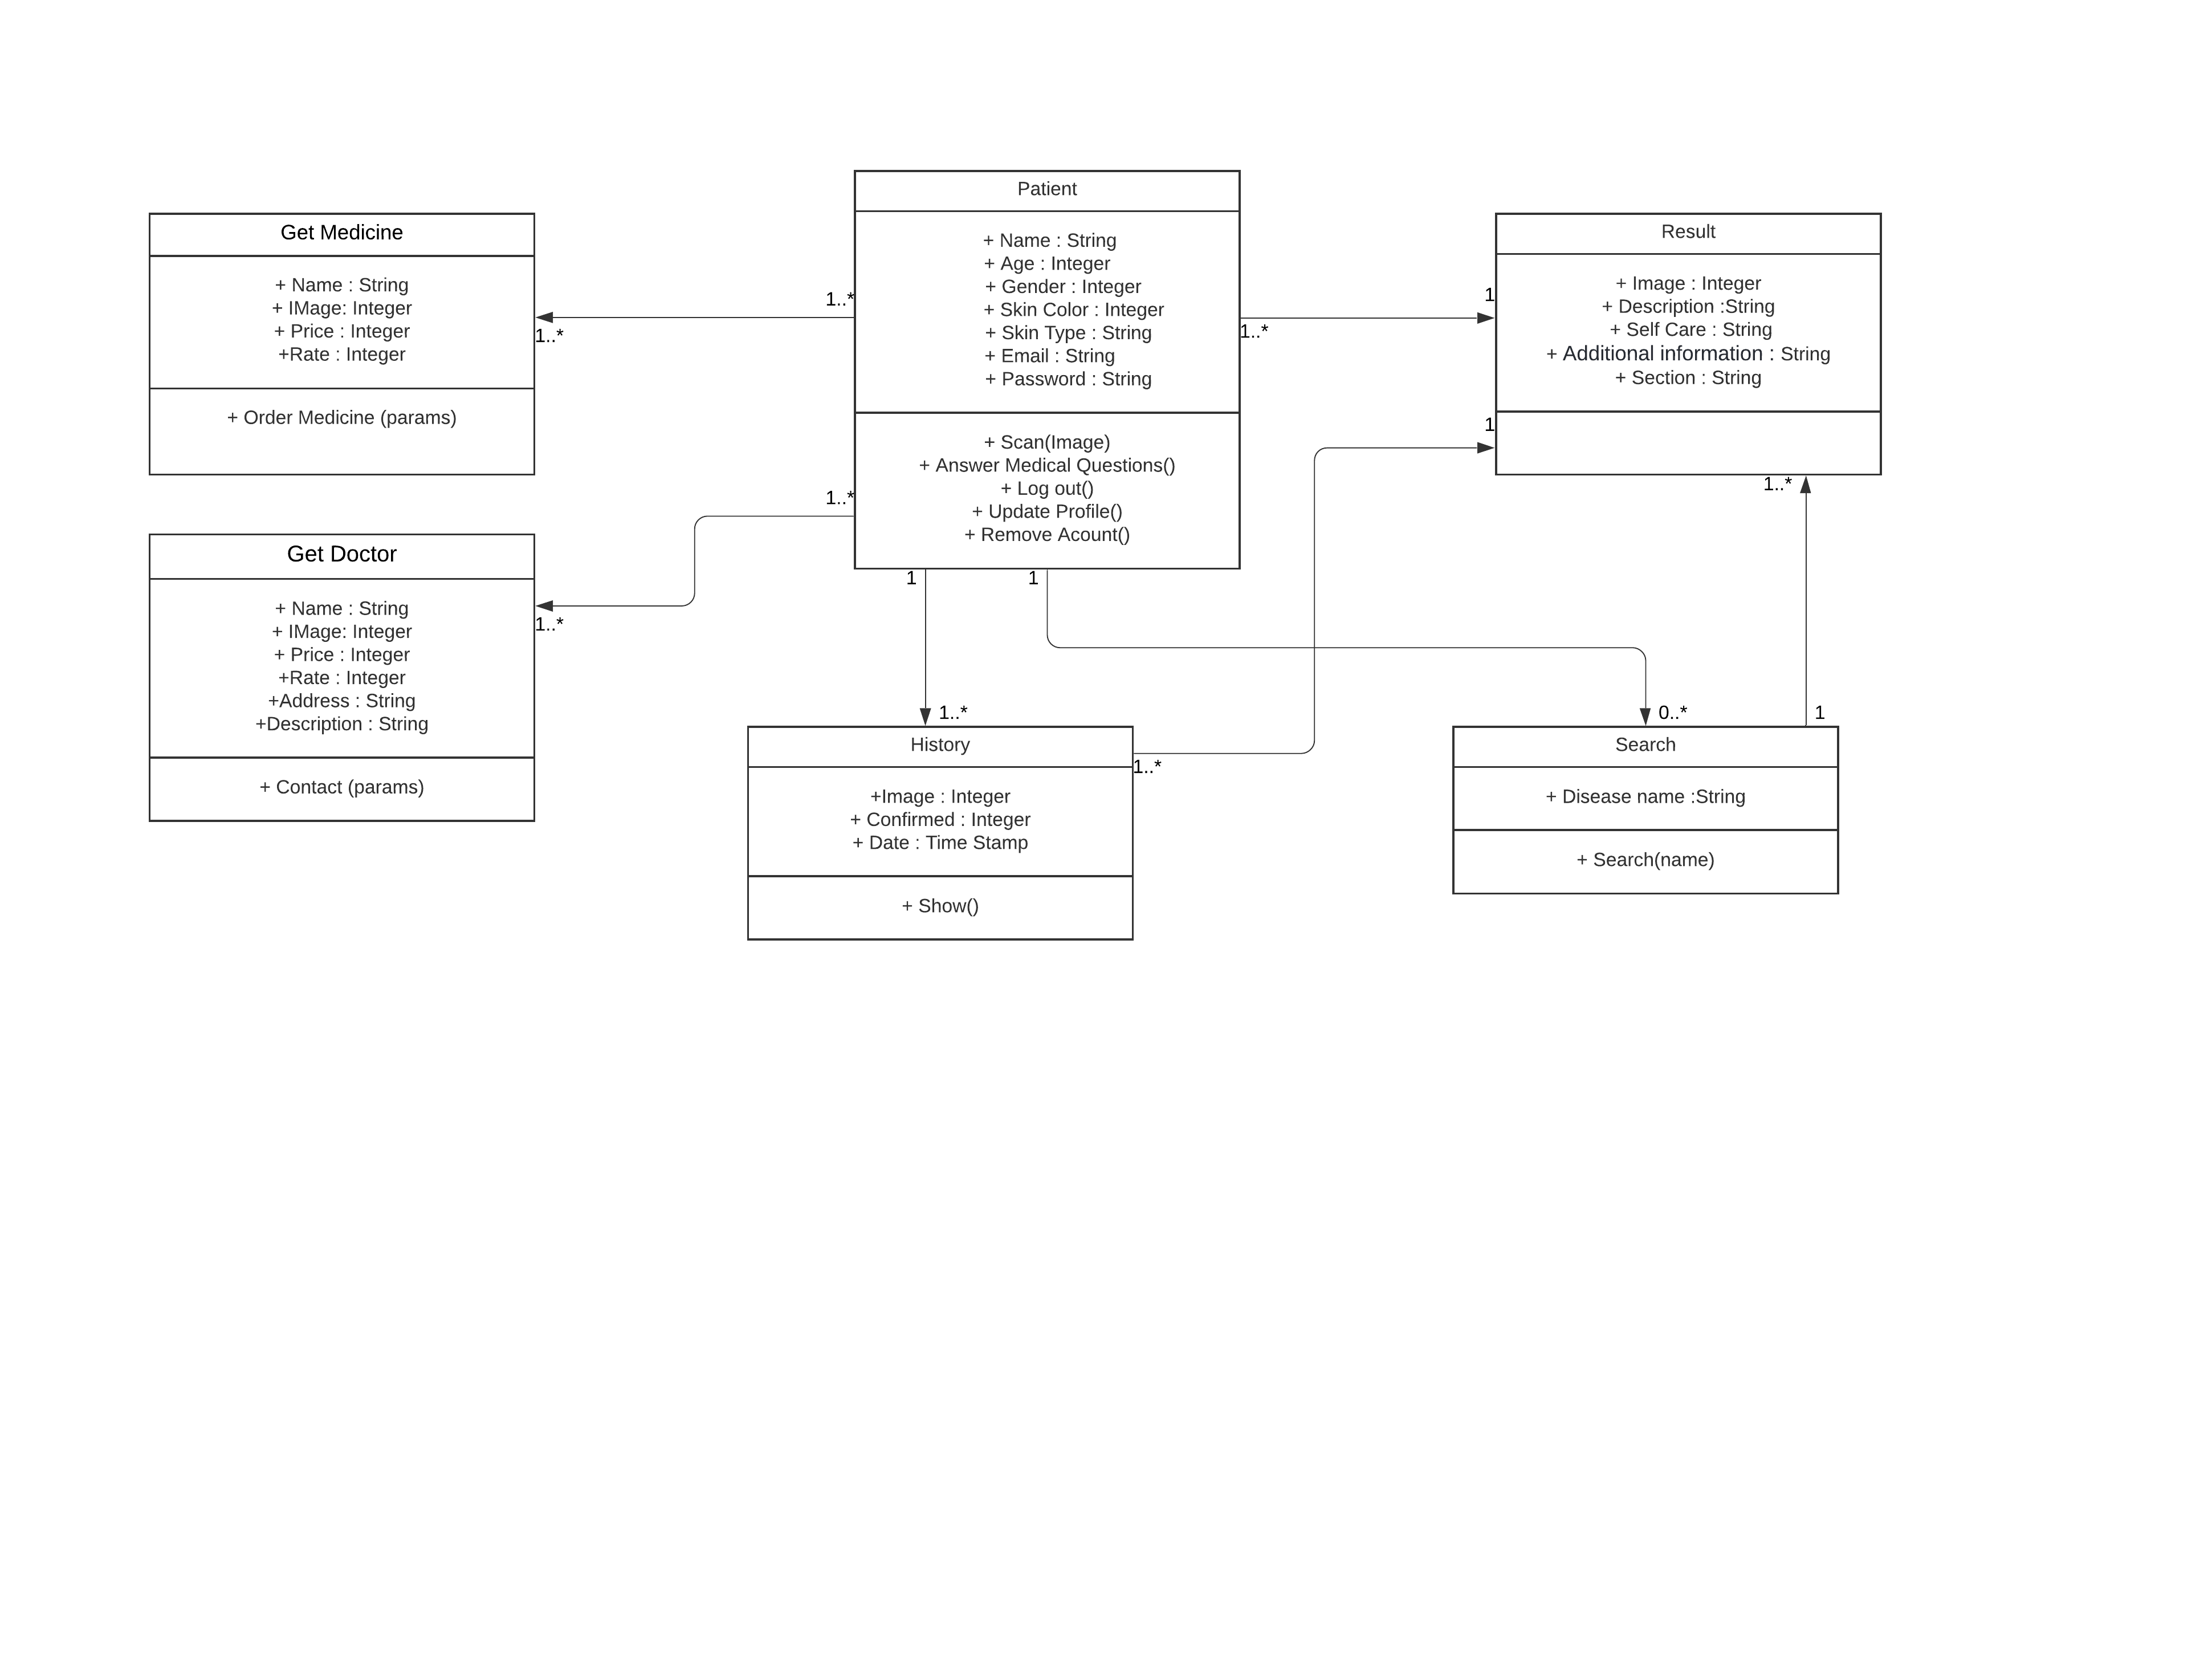 Patient
+ Name : String
+ Age : Integer
+ Gender : Integer
+ Skin Color : Integer
+ Skin Type : String
+ Email : String
+ Password : String
+ Scan(Image)
+ Answer Medical Questions()
+ Log out()
+ Update Profile()
+ Remove Acount()
Get Medicine
+ Name : String
+ IMage: Integer
+ Price : Integer
+Rate : Integer
+ Order Medicine (params)
1..*
1..*
Result
+ Image : Integer
+ Description :String
+ Self Care : String
+ Additional information : String
+ Section : String
1
1..*
1
1..*
1..*
Get Doctor
+ Name : String
+ IMage: Integer
+ Price : Integer
+Rate : Integer
+Address : String
+Description : String
+ Contact (params)
1..*
1
1
1..*
0..*
1
History
+Image : Integer
+ Confirmed : Integer
+ Date : Time Stamp
+ Show()
1..*
Search
+ Disease name :String
+ Search(name)